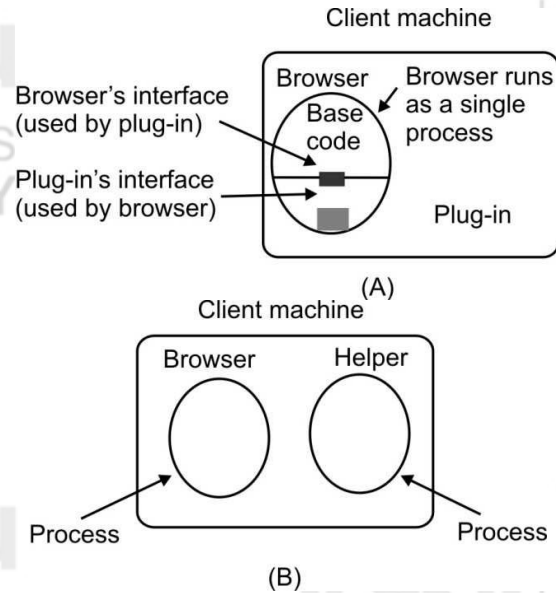 Client machine
Browser
Browser runs
as a single
process
Browser's interface
(used by plug-in)
Base
code
Plug-in's interface
(used by browser)
Plug-in
(A)
Client machine
Browser
Helper
Process
Process
(B)